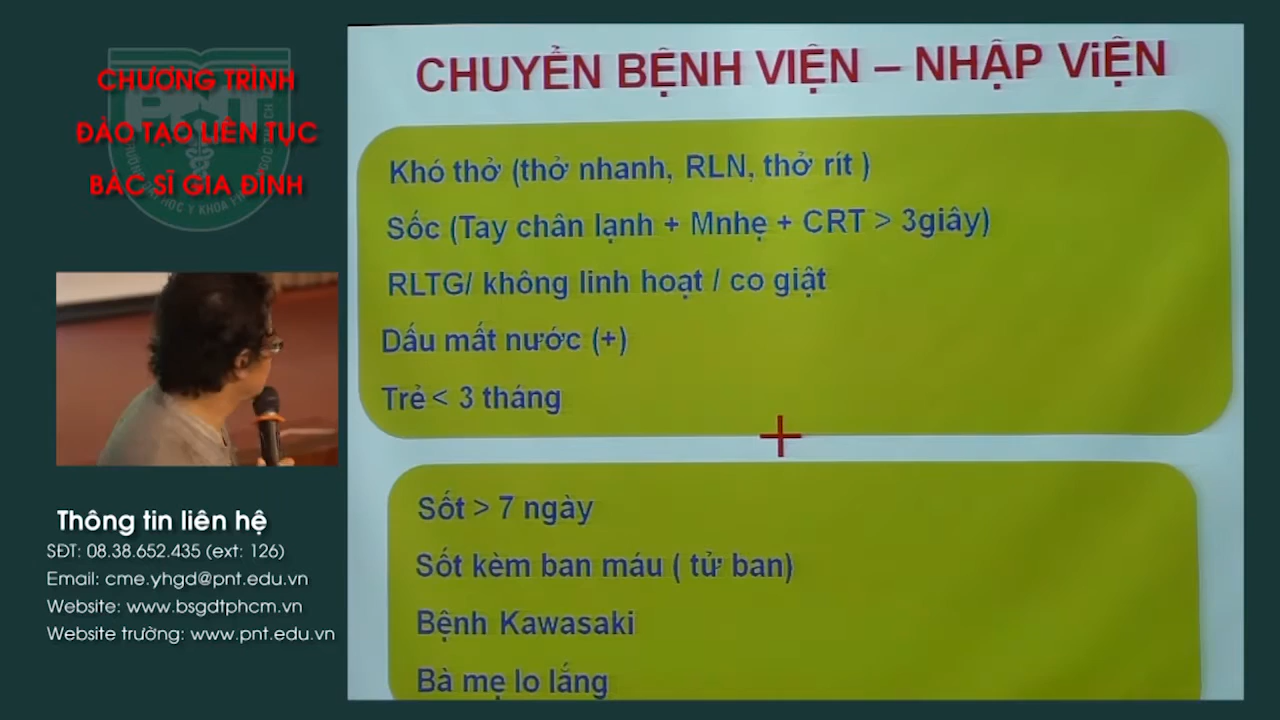 CHƯƠNG TRÌNH
ĐÀO TẠO LIÊN TỤC
BÁC SĨ GIA ĐÌNH
Thông tin liên hệ
SĐT: 08.38.652.435 (ext: 126)
Email: cme.yhgd@pnt.edu.vn
Website: www.bsgdtphcm.vn
Website trường: www.pnt.edu.vn
CHUYỂN BỆNH VIỆN – NHẬP ViỆN
Khó thở (thở nhanh, RLN, thở rít )
Sốc (Tay chân lạnh + Mnhẹ + CRT > 3giây)
RLTG/ không linh hoạt / co giật
Dấu mất nước (+)
Trẻ < 3 tháng
+
Sốt > 7 ngày
Sốt kèm ban máu ( tử ban)
Bệnh Kawasaki
Bà mẹ lo lắng